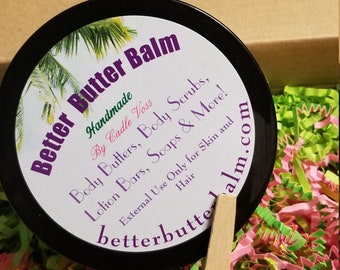 Better Butter Balm
Handmade
By Cadle Voss
Body Butters, Body Scrubs,
Lotion Bars, Soaps & More!
External Use Only for Skin and
Hair
betterbutterbalm.com